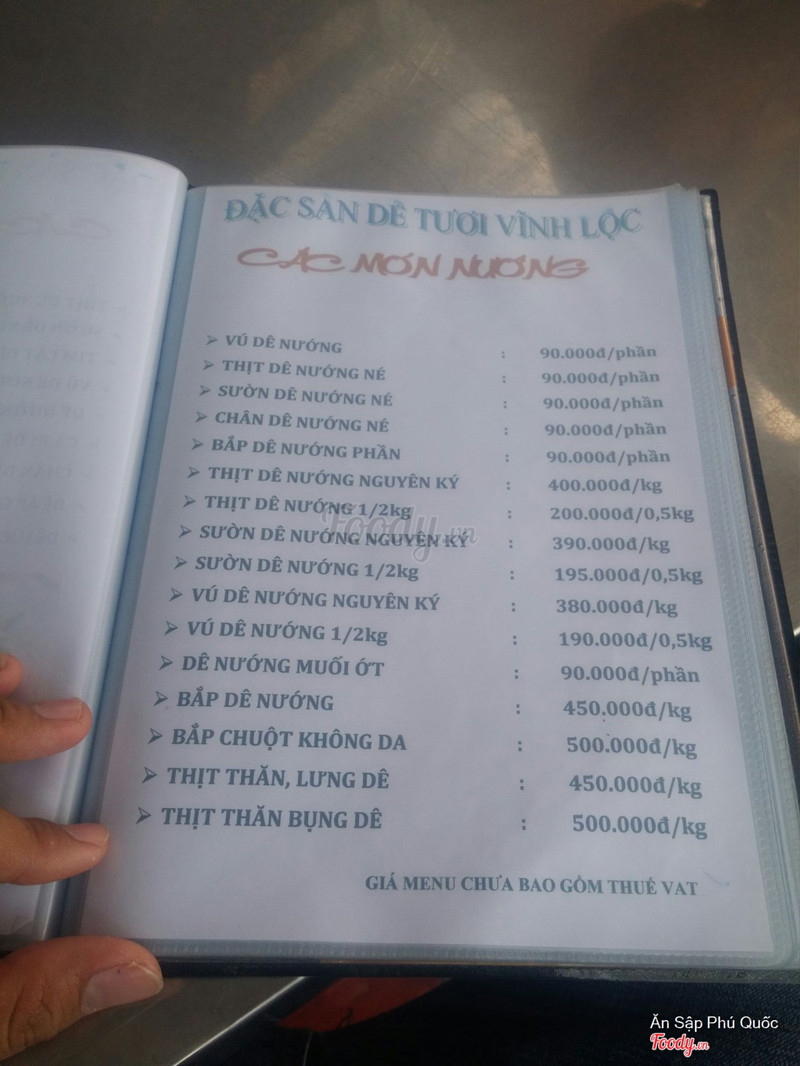 ĐẶC SẢN DÊ TƯƠI VĨNH LỘC
CÁC MÓN NƯỚNG
➢ VÚ DÊ NƯỚNG : 90.000đ/phần
➢ THỊT DÊ NƯỚNG NÉ : 90.000đ/phần
➢ SƯỜN DÊ NƯỚNG NÉ : 90.000đ/phần
➢ CHÂN DÊ NƯỚNG NÉ : 90.000đ/phần
➢ BẮP DÊ NƯỚNG PHẦN : 90.000đ/phần
➢ THỊT DÊ NƯỚNG NGUYÊN KÝ : 400.000đ/kg
➢ THỊT DÊ NƯỚNG 1/2kg : 200.000đ/0,5kg
➢ SƯỜN DÊ NƯỚNG NGUYÊN KÝ : 390.000đ/kg
➢ SƯỜN DÊ NƯỚNG 1/2kg : 195.000đ/0,5kg
➢ VÚ DÊ NƯỚNG NGUYÊN KÝ : 380.000đ/kg
➢ VÚ DÊ NƯỚNG 1/2kg : 190.000đ/0,5kg
➢ DÊ NƯỚNG MUỐI ỚT : 90.000đ/phần
➢ BẮP DÊ NƯỚNG : 450.000đ/kg
➢ BẮP CHUỘT KHÔNG DA : 500.000đ/kg
➢ THỊT THĂN, LƯNG DÊ : 450.000đ/kg
➢ THỊT THĂN BỤNG DÊ : 500.000đ/kg
GIÁ MENU CHƯA BAO GỒM THUẾ VAT
Foody.vn
Ăn Sập Phú Quốc
Foody.vn